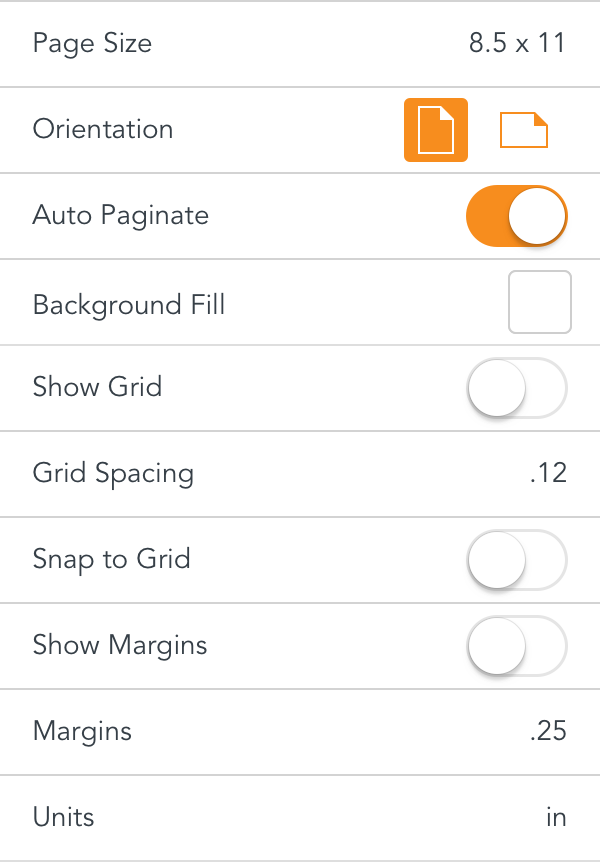 Page Size 8.5 x 11
Orientation
Auto Paginate
Background Fill
Show Grid
Grid Spacing .12
Snap to Grid
Show Margins
Margins .25
Units in